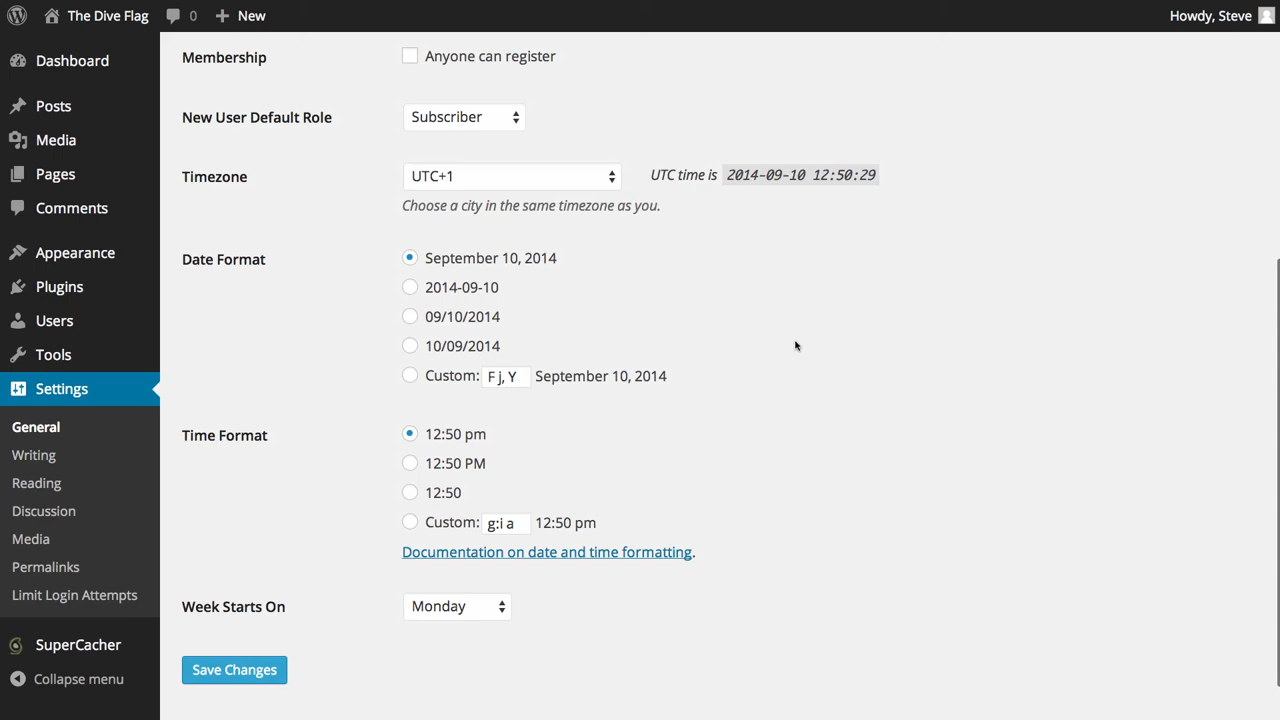 The Dive Flag 0 New Howdy, Steve
Dashboard
Posts
Media
Pages
Comments
Appearance
Plugins
Users
Tools
Settings
General
Writing
Reading
Discussion
Media
Permalinks
Limit Login Attempts
SuperCacher
Collapse menu
Membership Anyone can register
New User Default Role Subscriber
Timezone UTC+1 UTC time is 2014-09-10 12:50:29
Choose a city in the same timezone as you.
Date Format September 10, 2014
2014-09-10
09/10/2014
10/09/2014
Custom: F j, Y September 10, 2014
Time Format 12:50 pm
12:50 PM
12:50
Custom: g:i a 12:50 pm
Documentation on date and time formatting.
Week Starts On Monday
Save Changes